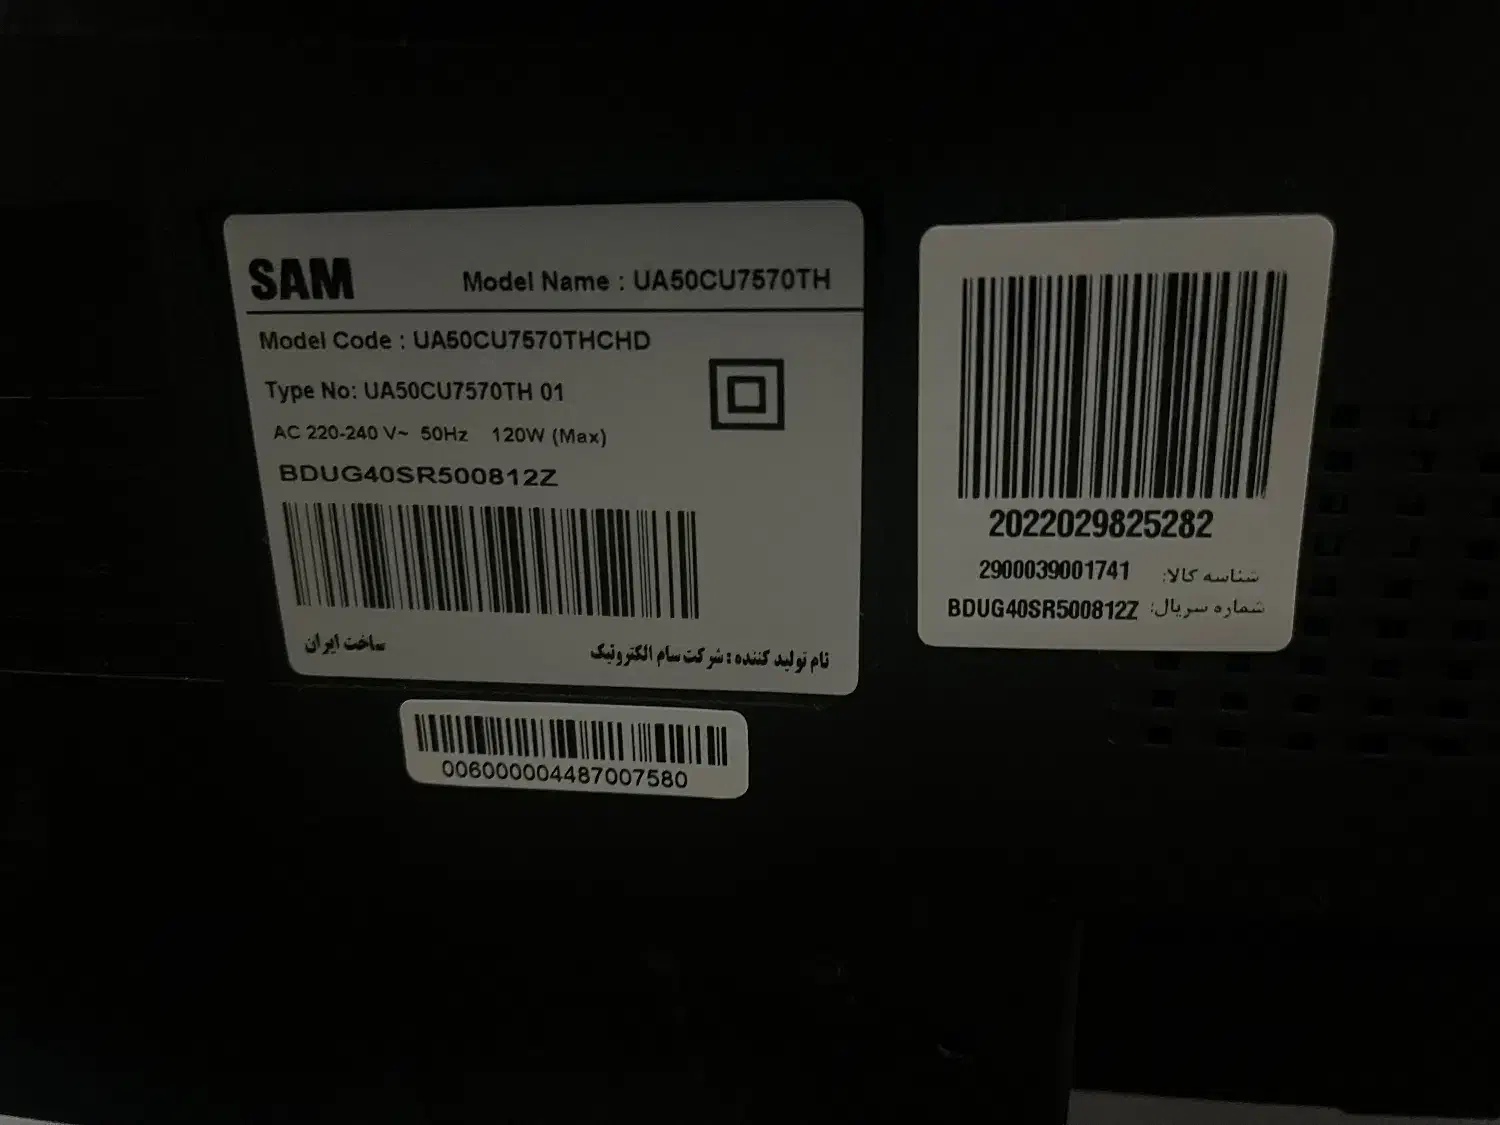 SAM
Model Name : UA50CU7570TH
Model Code : UA50CU7570THCHD
Type No: UA50CU7570TH 01
AC 220-240 V~ 50Hz 120W (Max)
BDUG40SR500812Z
نام تولید کننده : شرکت سام الکترونیک
ساخت ایران
006000004487007580
2022029825282
شناسه کالا: 2900039001741
شماره سریال: BDUG40SR500812Z